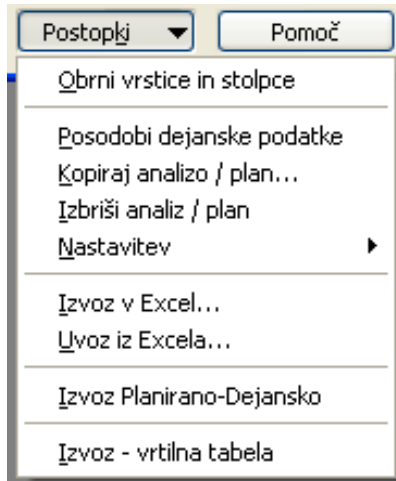 Postopki Pomoč
Obrni vrstice in stolpce
Posodobi dejanske podatke
Kopiraj analizo / plan...
Izbriši analiz / plan
Nastavitev
Izvoz v Excel...
Uvoz iz Excela...
Izvoz Planirano-Dejansko
Izvoz - vrtilna tabela